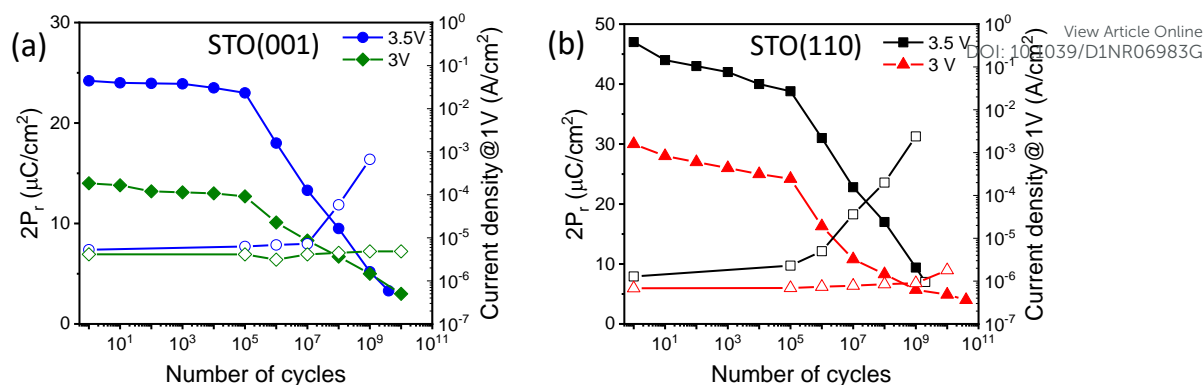 (a)
STO(001)
3.5V
3V
30
20
10
0
2Pr (μC/cm2)
10^1
10^3
10^5
10^7
10^9
10^11
Number of cycles
10^0
10^-1
10^-2
10^-3
10^-4
10^-5
10^-6
10^-7
Current density@1V (A/cm2)
(b)
STO(110)
3.5 V
3 V
50
40
30
20
10
0
2Pr (μC/cm2)
10^1
10^3
10^5
10^7
10^9
10^11
Number of cycles
10^0
10^-1
10^-2
10^-3
10^-4
10^-5
10^-6
10^-7
Current density@1V (A/cm2)
View Article Online
DOI: 10.1039/D1NR06983G